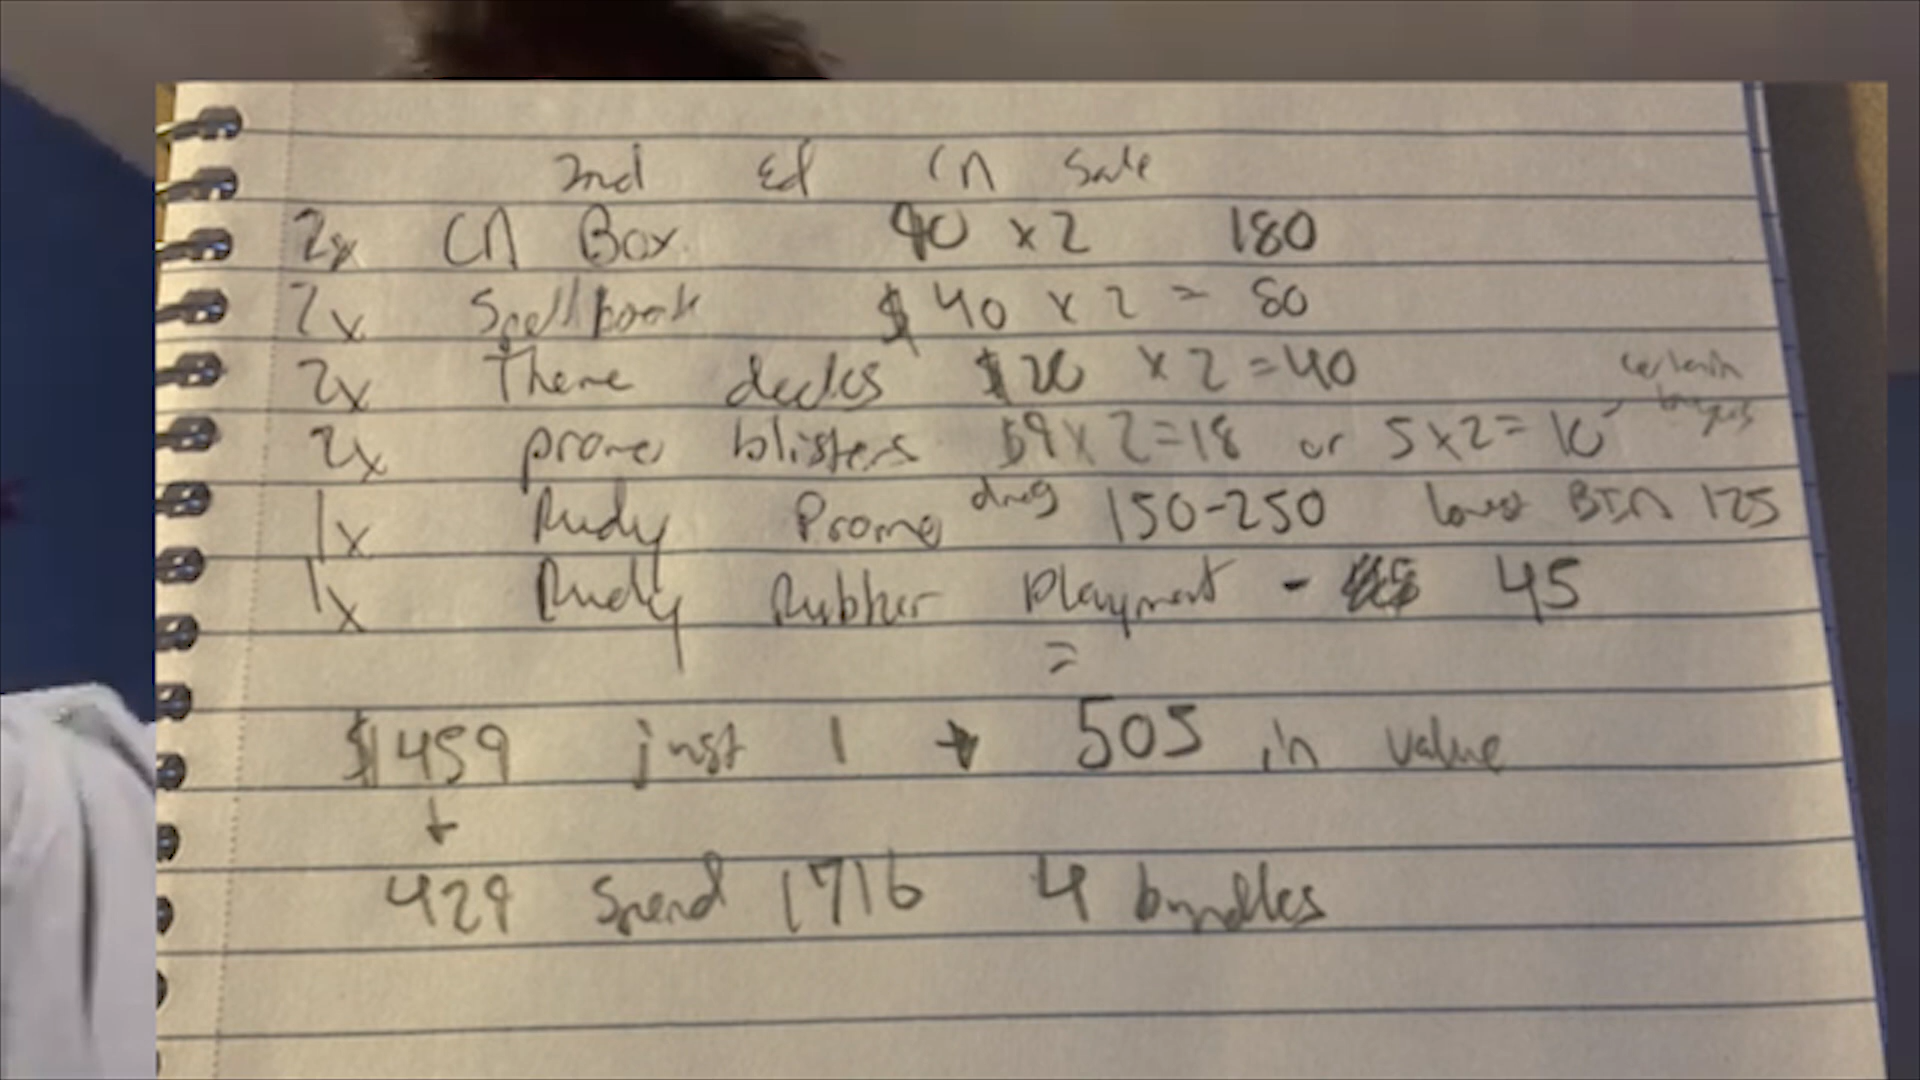 2nd Ed CN Sale
2x CN Box 90 x 2 180
2x Spellbook $40 x 2 = 80
2x Theme decks $20 x 2 = 40
certain
2x promo blisters $9 x 2 = 18 or 5 x 2 = 10
1x Rudy Promo 150-250 lowest BIN 125
1x Rudy Rubber Playmat - 45
=
$459 just 1 → 505 in value
429 Spend 1716 4 bundles